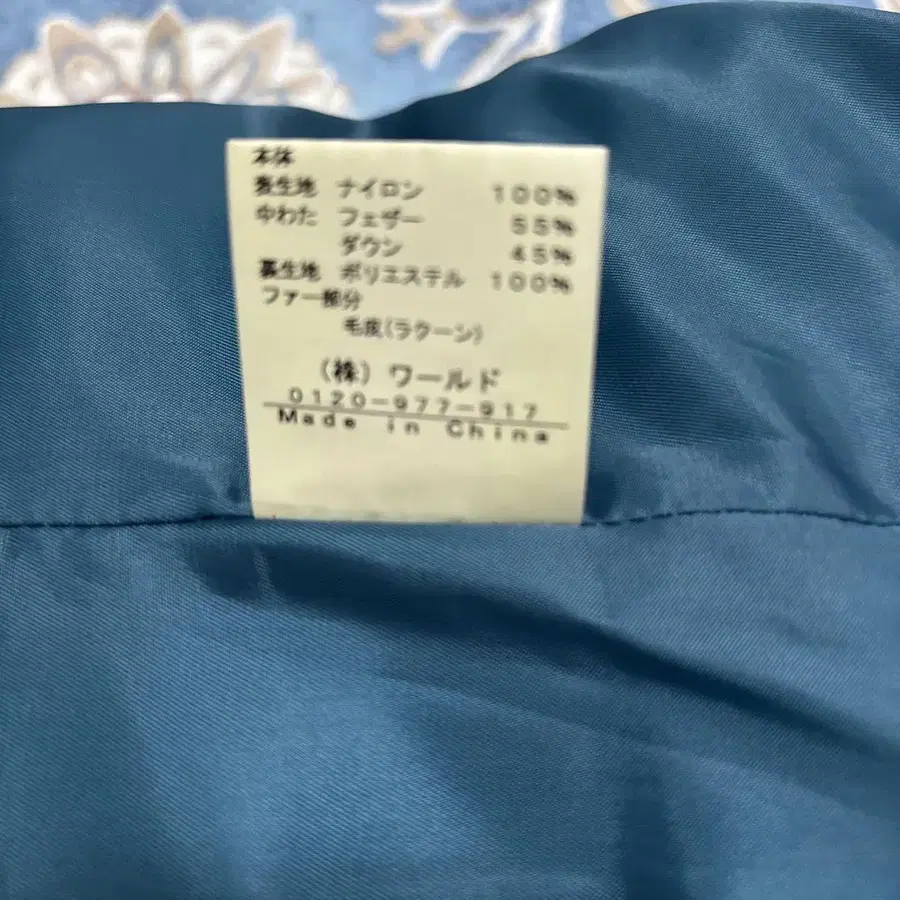 本体
表生地 ナイロン 100%
中わた フェザー 55%
ダウン 45%
裏生地 ポリエステル 100%
ファー部分
毛皮(ラクーン)
(株) ワールド
0120-977-917
Made in China